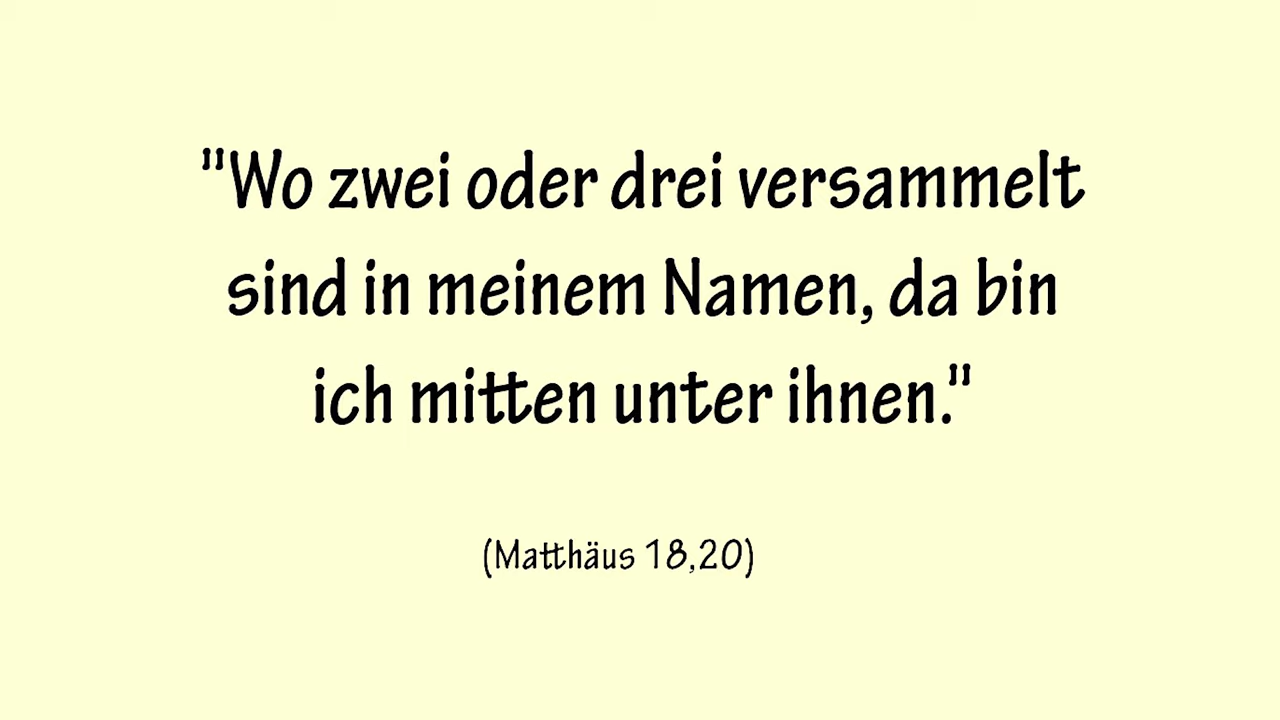 "Wo zwei oder drei versammelt
sind in meinem Namen, da bin
ich mitten unter ihnen."
(Matthäus 18,20)